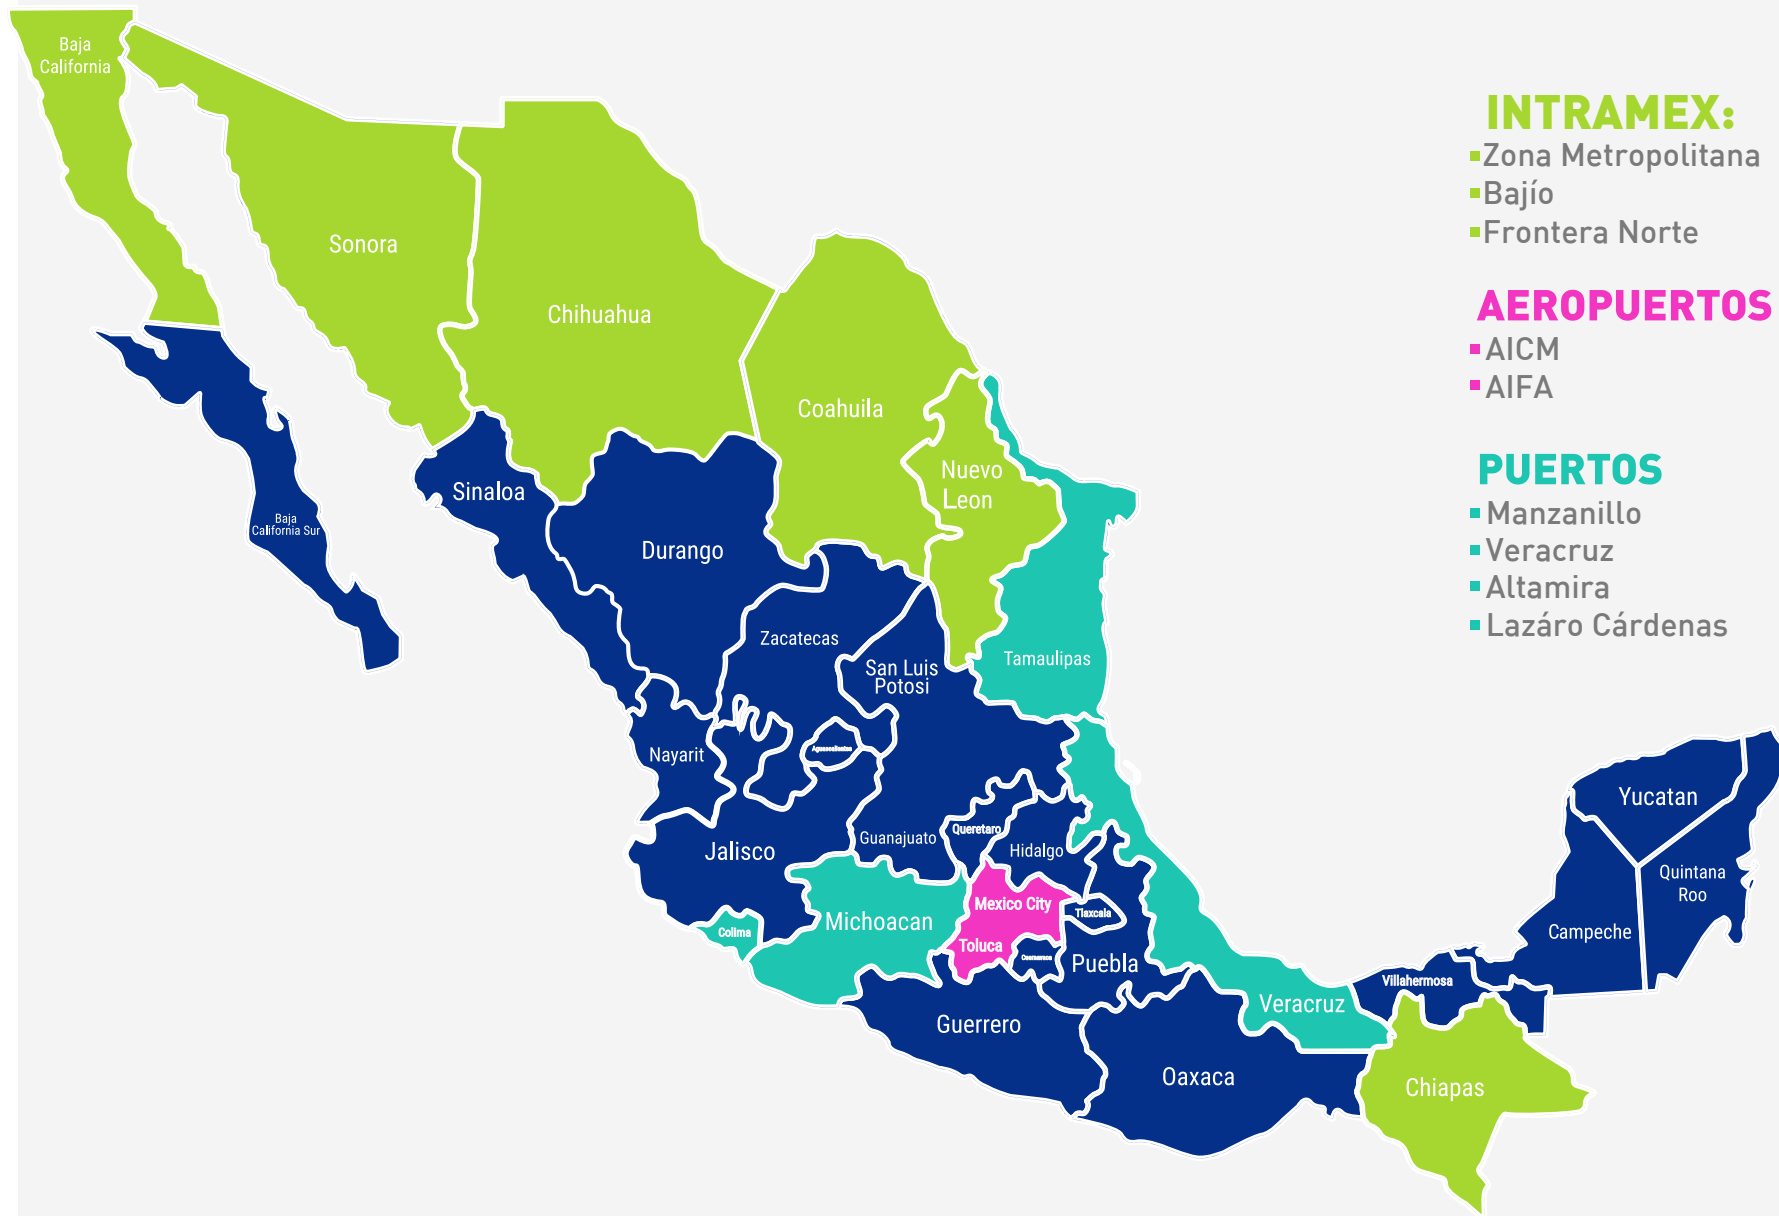 Baja
California
Sonora
Chihuahua
Coahuila
Nuevo
Leon
Sinaloa
Baja
California Sur
Durango
Zacatecas
San Luis
Potosi
Tamaulipas
Nayarit
Aguascalientes
Jalisco
Guanajuato
Queretaro
Hidalgo
Colima
Michoacan
Mexico City
Toluca
Tlaxcala
Cuernavaca
Puebla
Guerrero
Oaxaca
Veracruz
Villahermosa
Chiapas
Campeche
Yucatan
Quintana
Roo
INTRAMEX:
Zona Metropolitana
Bajío
Frontera Norte
AEROPUERTOS
AICM
AIFA
PUERTOS
Manzanillo
Veracruz
Altamira
Lazáro Cárdenas